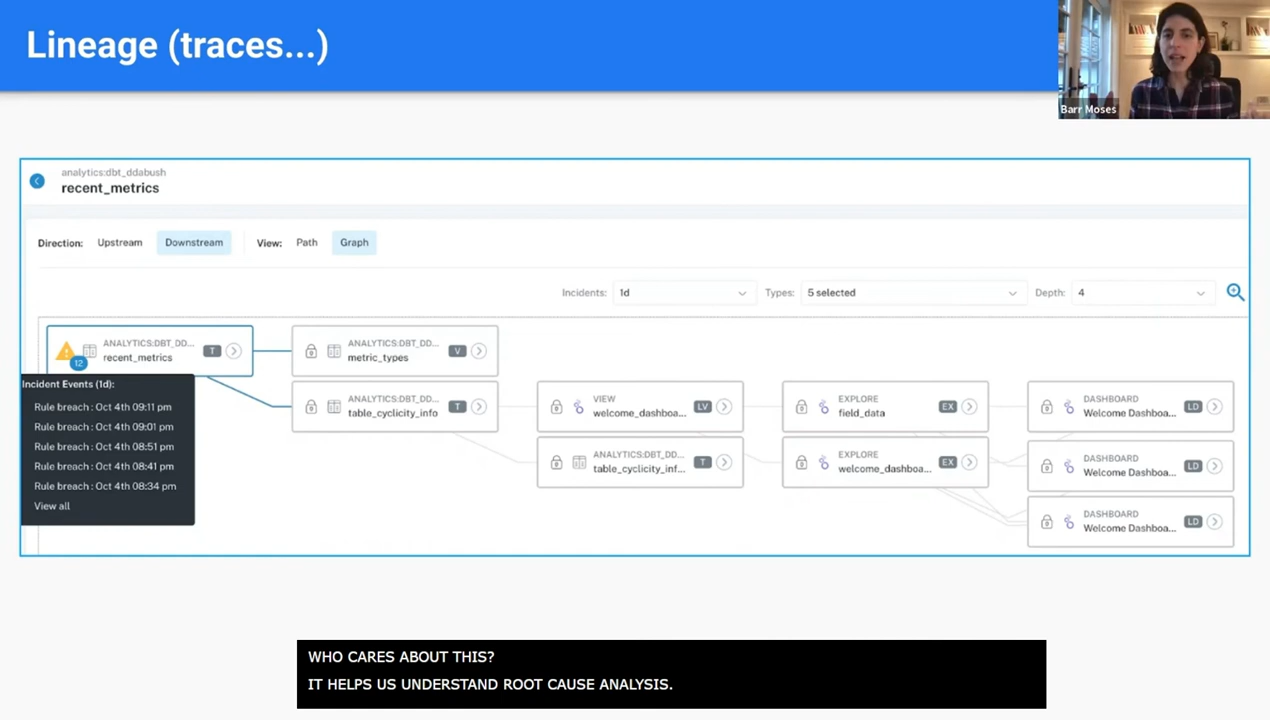 Lineage (traces...)
Barr Moses
analytics:dbt_ddabush
recent_metrics
Direction: Upstream Downstream View: Path Graph
Incidents: 1d Types: 5 selected Depth: 4
ANALYTICS:DBT_DD...
recent_metrics
T
12
ANALYTICS:DBT_DD...
metric_types
V
ANALYTICS:DBT_DD...
table_cyclicity_info
T
VIEW
welcome_dashboa...
LV
ANALYTICS:DBT_DD...
table_cyclicity_inf...
T
EXPLORE
field_data
EX
EXPLORE
welcome_dashboa...
EX
DASHBOARD
Welcome Dashboa...
LD
DASHBOARD
Welcome Dashboa...
LD
DASHBOARD
Welcome Dashboa...
LD
Incident Events (1d):
Rule breach : Oct 4th 09:11 pm
Rule breach : Oct 4th 09:01 pm
Rule breach : Oct 4th 08:51 pm
Rule breach : Oct 4th 08:41 pm
Rule breach : Oct 4th 08:34 pm
View all
WHO CARES ABOUT THIS?
IT HELPS US UNDERSTAND ROOT CAUSE ANALYSIS.